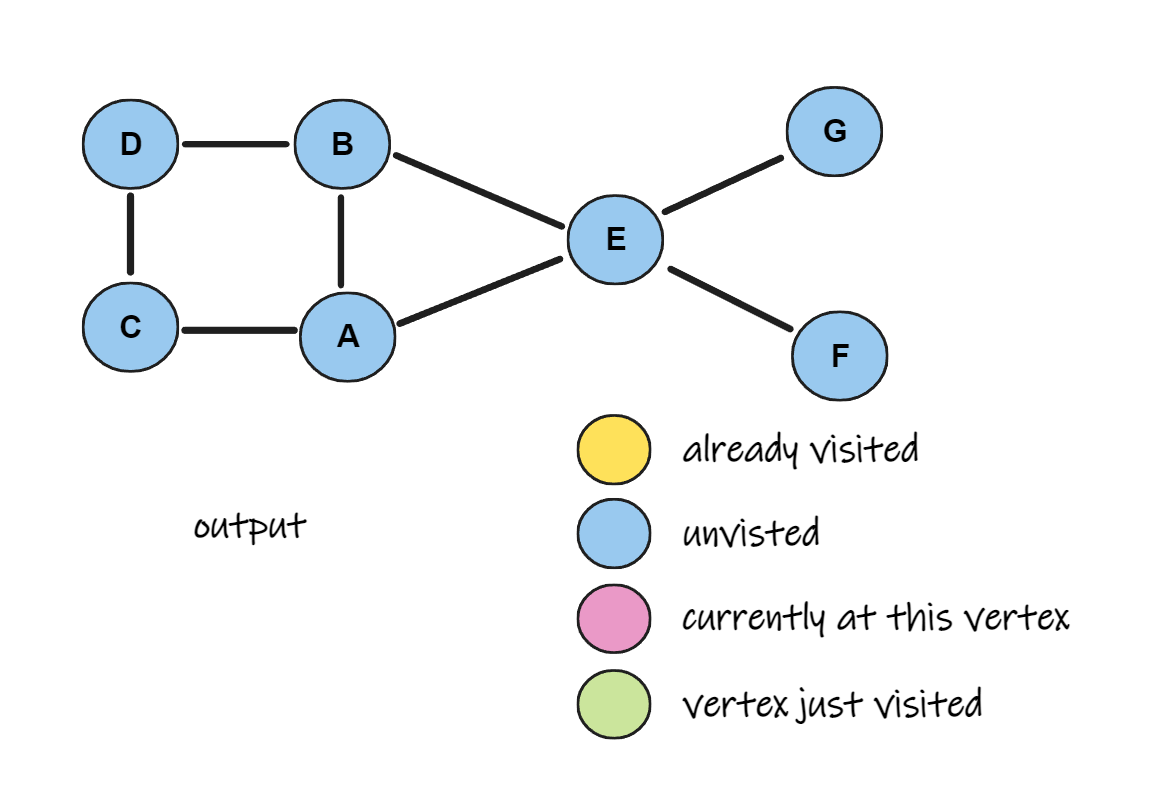 D
B
G
E
C
A
F
already visited
output
unvisted
currently at this vertex
vertex just visited